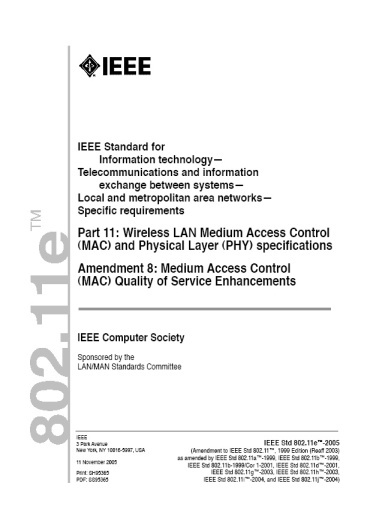 IEEE
IEEE Standard for
Information technology—
Telecommunications and information
exchange between systems—
Local and metropolitan area networks—
Specific requirements
Part 11: Wireless LAN Medium Access Control
(MAC) and Physical Layer (PHY) specifications
Amendment 8: Medium Access Control
(MAC) Quality of Service Enhancements
802.11e™
IEEE Computer Society
Sponsored by the
LAN/MAN Standards Committee
IEEE
3 Park Avenue
New York, NY 10016-5997, USA
11 November 2005
Print: SH95365
PDF: SS95365
IEEE Std 802.11e™-2005
(Amendment to IEEE Std 802.11™, 1999 Edition (Reaff 2003)
as amended by IEEE Std 802.11a™-1999, IEEE Std 802.11b™-1999,
IEEE Std 802.11b-1999/Cor 1-2001, IEEE Std 802.11d™-2001,
IEEE Std 802.11g™-2003, IEEE Std 802.11h™-2003,
IEEE Std 802.11i™-2004, and IEEE Std 802.11j™-2004)